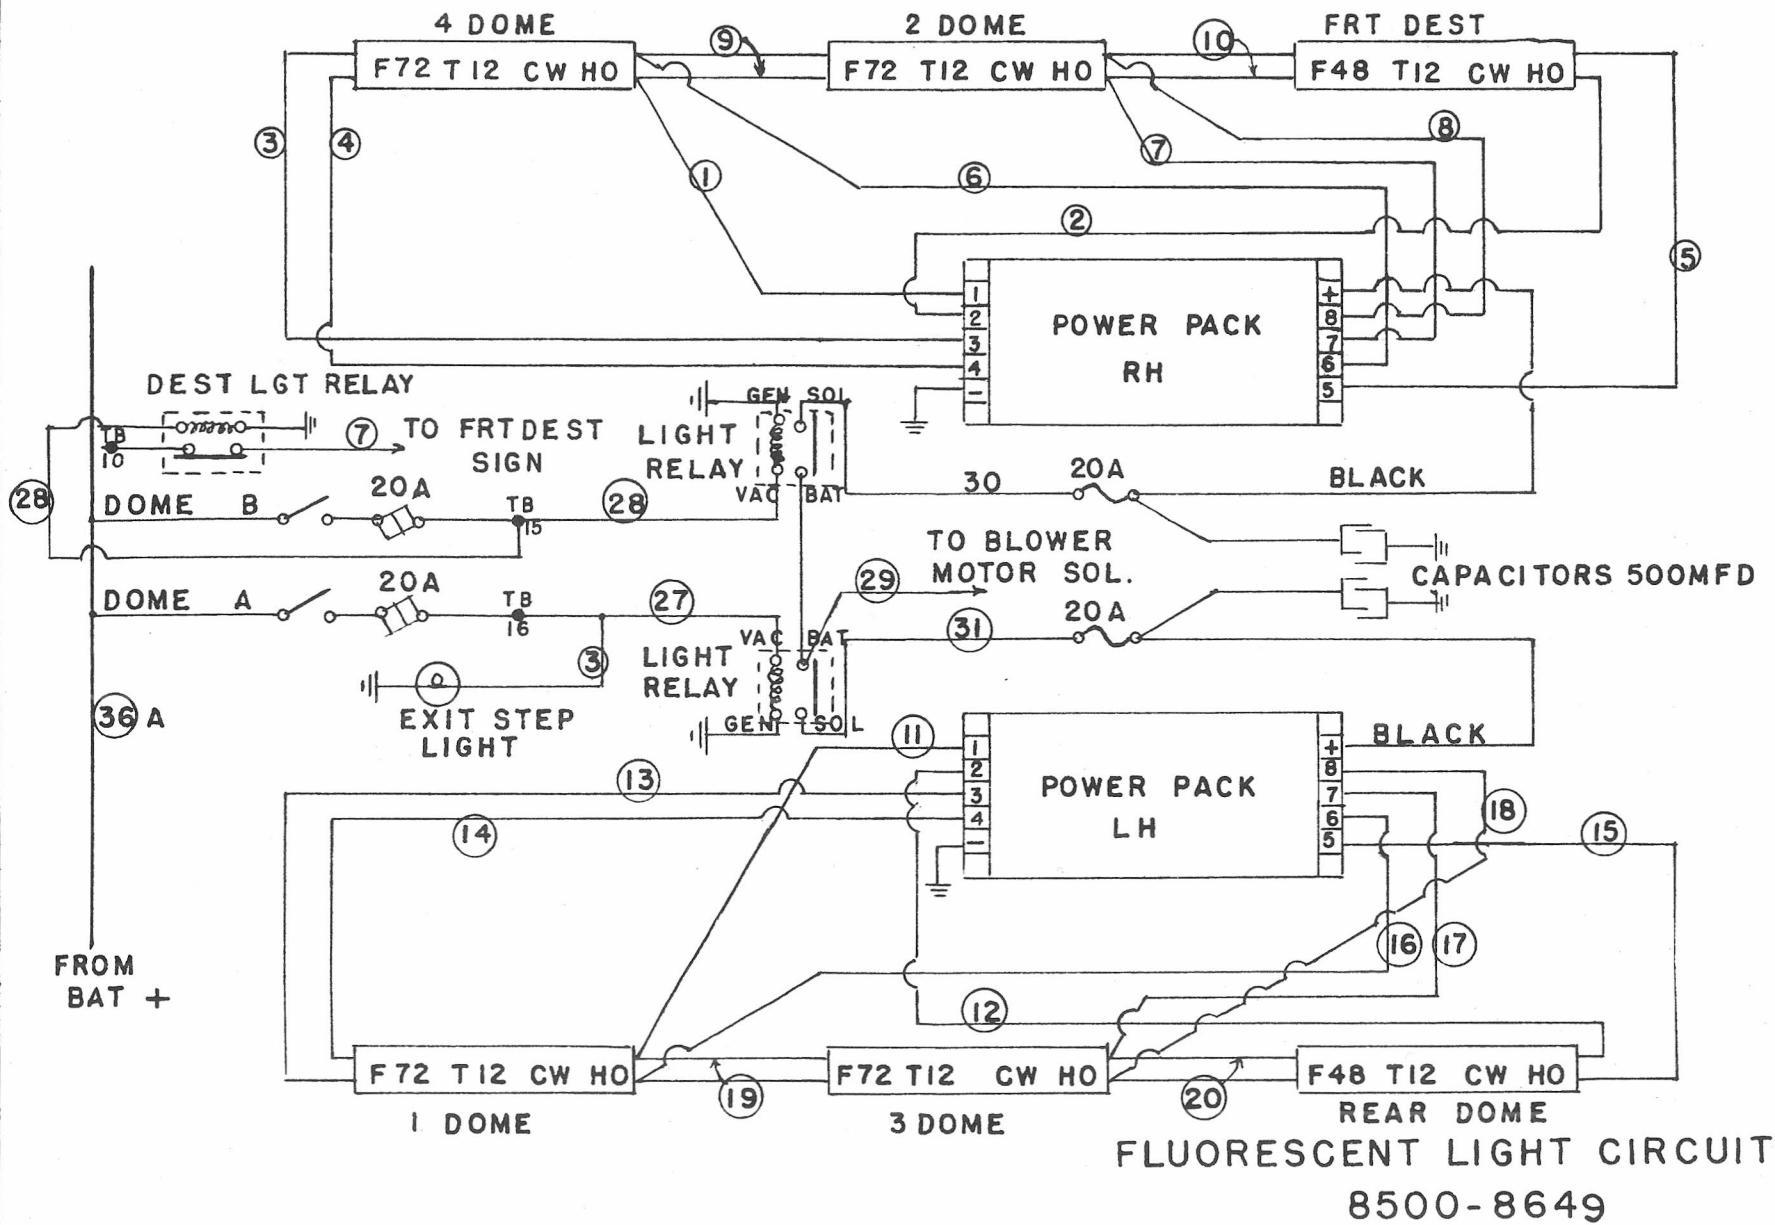 4 DOME
2 DOME
FRT DEST
9
10
F72 T12 CW HO
F72 T12 CW HO
F48 T12 CW HO
3
4
8
7
1
6
2
5
1
2
3
4
-
POWER PACK
RH
+
8
7
6
5
DEST LGT RELAY
TB
10
7
TO FRT DEST
SIGN
GEN
SOL
LIGHT
RELAY
VAC
BAT
28
DOME B
20A
TB
15
28
30
20A
BLACK
TO BLOWER
MOTOR SOL.
CAPACITORS 500MFD
DOME A
20A
TB
16
27
29
31
20A
VAC
BAT
3
LIGHT
RELAY
GEN
SOL
EXIT STEP
LIGHT
36 A
11
BLACK
1
2
3
4
-
POWER PACK
LH
+
8
7
6
5
13
14
18
15
16
17
12
FROM
BAT +
F72 T12 CW HO
F72 T12 CW HO
F48 T12 CW HO
19
20
1 DOME
3 DOME
REAR DOME
FLUORESCENT LIGHT CIRCUIT
8500-8649